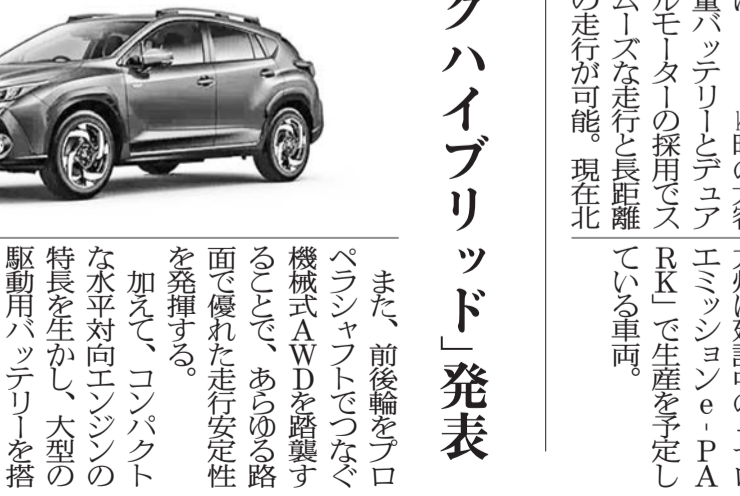 量バッテリーとデュア
ルモーターの採用でス
ムーズな走行と長距離
の走行が可能。現在北
エミッションe-PA
RK」で生産を予定し
ている車両。
グハイブリッド」発表
また、前後輪をプロ
ペラシャフトでつなぐ
機械式AWDを踏襲す
ることで、あらゆる路
面で優れた走行安定性
を発揮する。
加えて、コンパクト
な水平対向エンジンの
特長を生かし、大型の
駆動用バッテリーを搭